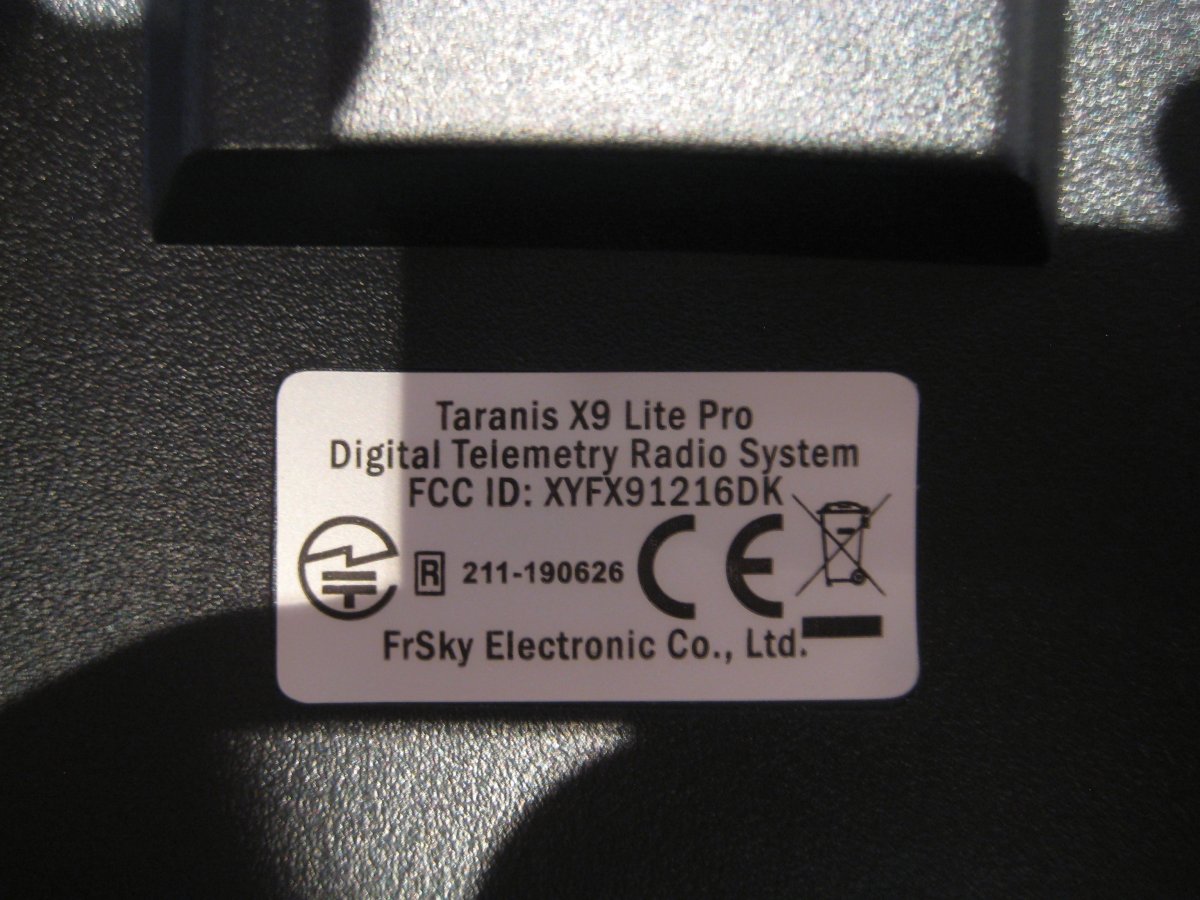 Taranis X9 Lite Pro
Digital Telemetry Radio System
FCC ID: XYFX91216DK
R 211-190626 CE
FrSky Electronic Co., Ltd.